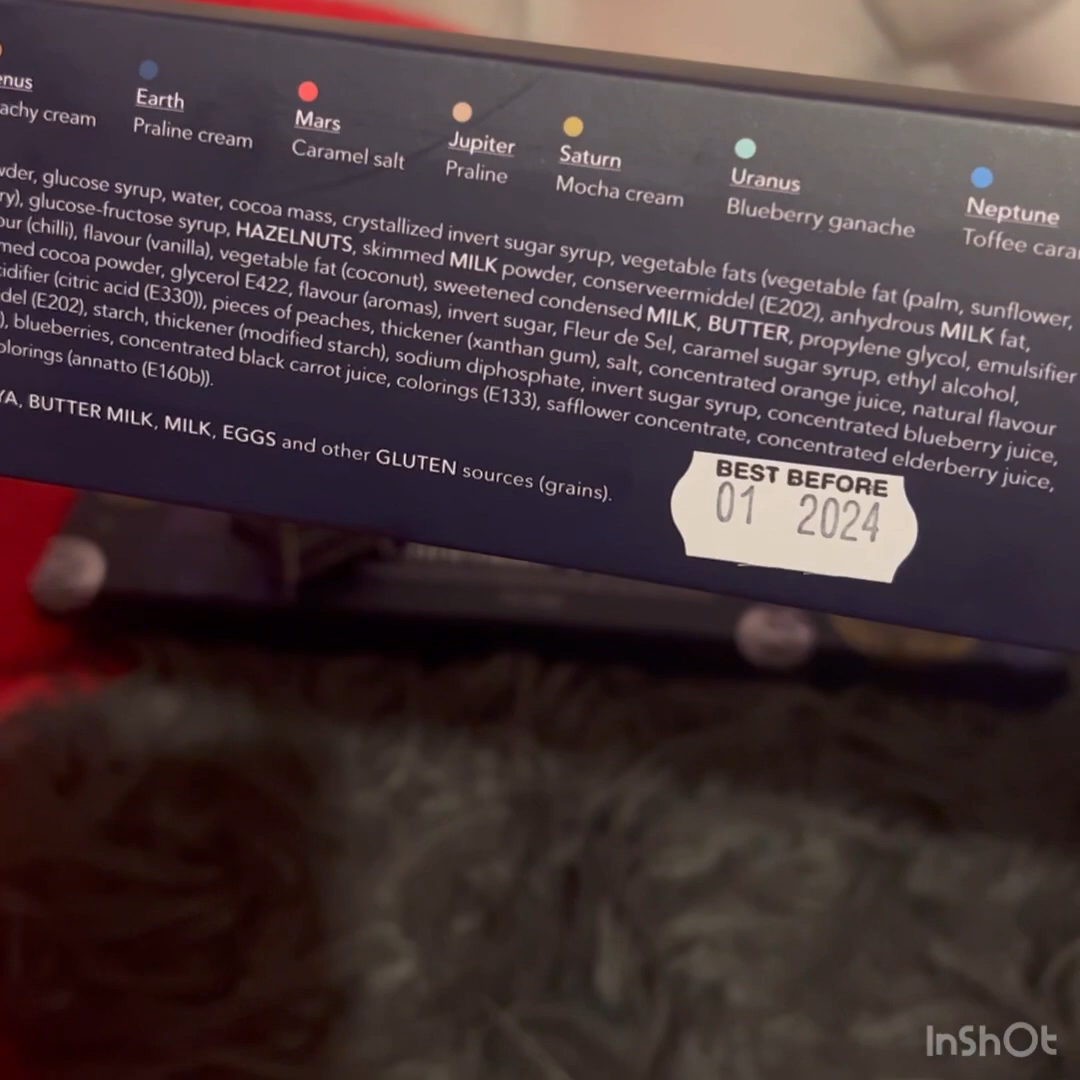 enus
achy cream
Earth
Praline cream
Mars
Caramel salt
Jupiter
Praline
Saturn
Mocha cream
Uranus
Blueberry ganache
Neptune
Toffee cara
wder, glucose syrup, water, cocoa mass, crystallized invert sugar syrup, vegetable fats (vegetable fat (palm, sunflower,
ry), glucose-fructose syrup, HAZELNUTS, skimmed MILK powder, conserveermiddel (E202), anhydrous MILK fat,
our (chilli), flavour (vanilla), vegetable fat (coconut), sweetened condensed MILK, BUTTER, propylene glycol, emulsifier
med cocoa powder, glycerol E422, flavour (aromas), invert sugar, Fleur de Sel, caramel sugar syrup, ethyl alcohol,
cidifier (citric acid (E330)), pieces of peaches, thickener (xanthan gum), salt, concentrated orange juice, natural flavour
del (E202), starch, thickener (modified starch), sodium diphosphate, invert sugar syrup, concentrated blueberry juice,
), blueberries, concentrated black carrot juice, colorings (E133), safflower concentrate, concentrated elderberry juice,
olorings (annatto (E160b)).
YA, BUTTER MILK, MILK, EGGS and other GLUTEN sources (grains).
BEST BEFORE
01 2024
InShOt